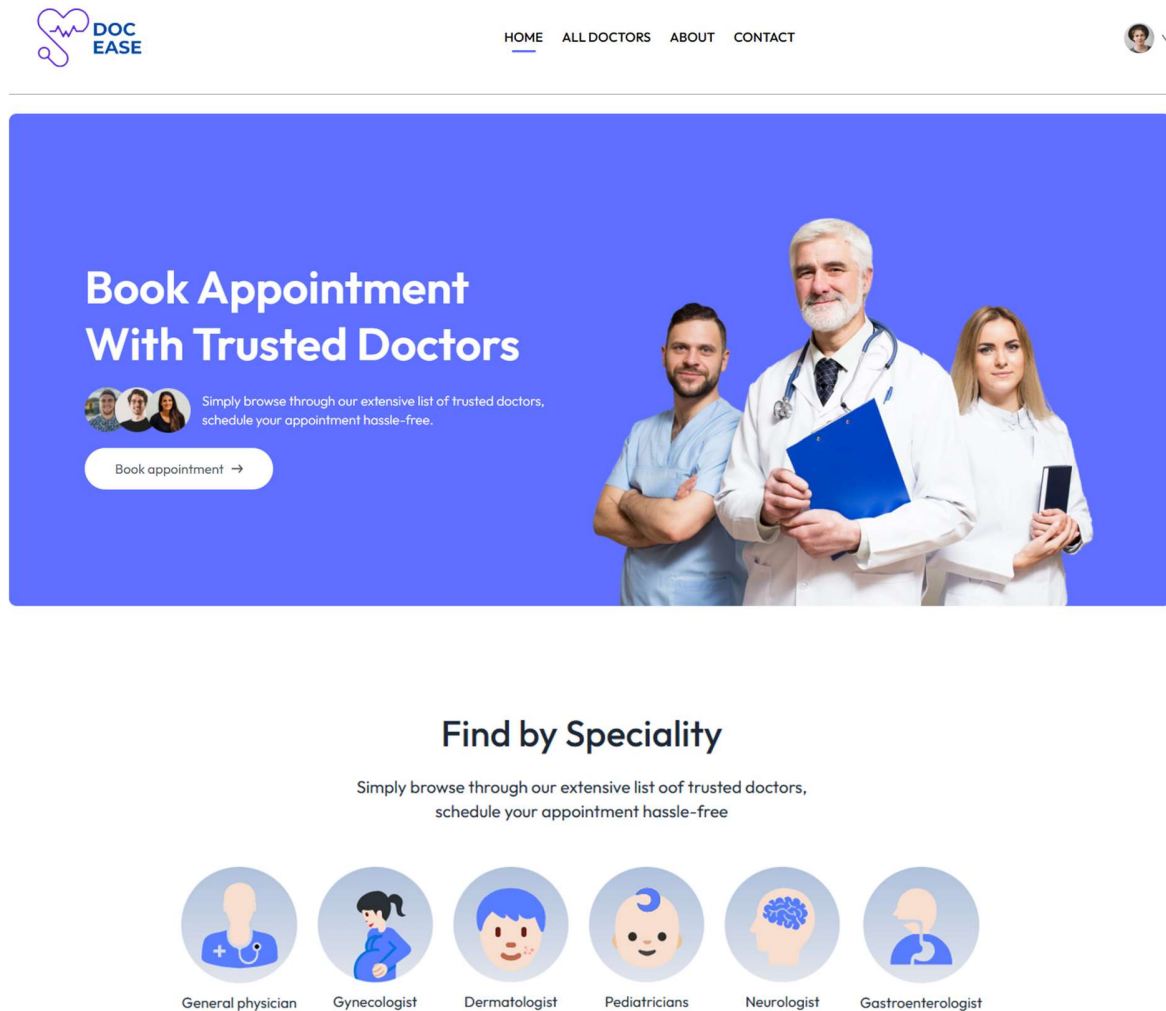 DOC
EASE
HOME ALL DOCTORS ABOUT CONTACT
Book Appointment
With Trusted Doctors
Simply browse through our extensive list of trusted doctors,
schedule your appointment hassle-free.
Book appointment →
Find by Speciality
Simply browse through our extensive list oof trusted doctors,
schedule your appointment hassle-free
General physician Gynecologist Dermatologist Pediatricians Neurologist Gastroenterologist